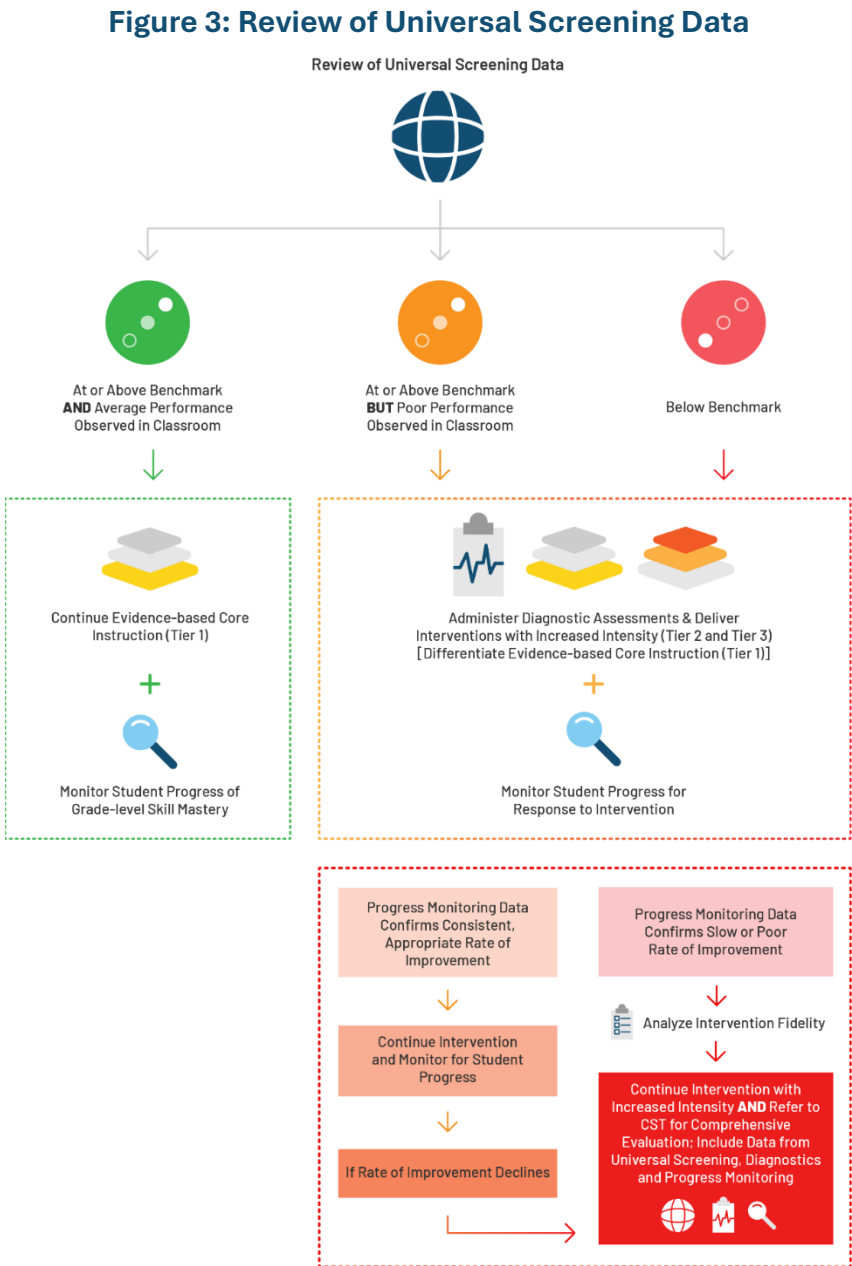 Figure 3: Review of Universal Screening Data
Review of Universal Screening Data
At or Above Benchmark
AND Average Performance
Observed in Classroom
At or Above Benchmark
BUT Poor Performance
Observed in Classroom
Below Benchmark
Continue Evidence-based Core
Instruction (Tier 1)
+
Monitor Student Progress of
Grade-level Skill Mastery
Administer Diagnostic Assessments & Deliver
Interventions with Increased Intensity (Tier 2 and Tier 3)
[Differentiate Evidence-based Core Instruction (Tier 1)]
+
Monitor Student Progress for
Response to Intervention
Progress Monitoring Data
Confirms Consistent,
Appropriate Rate of
Improvement
Continue Intervention
and Monitor for Student
Progress
If Rate of Improvement Declines
Progress Monitoring Data
Confirms Slow or Poor
Rate of Improvement
Analyze Intervention Fidelity
Continue Intervention with
Increased Intensity AND Refer to
CST for Comprehensive
Evaluation; Include Data from
Universal Screening, Diagnostics
and Progress Monitoring